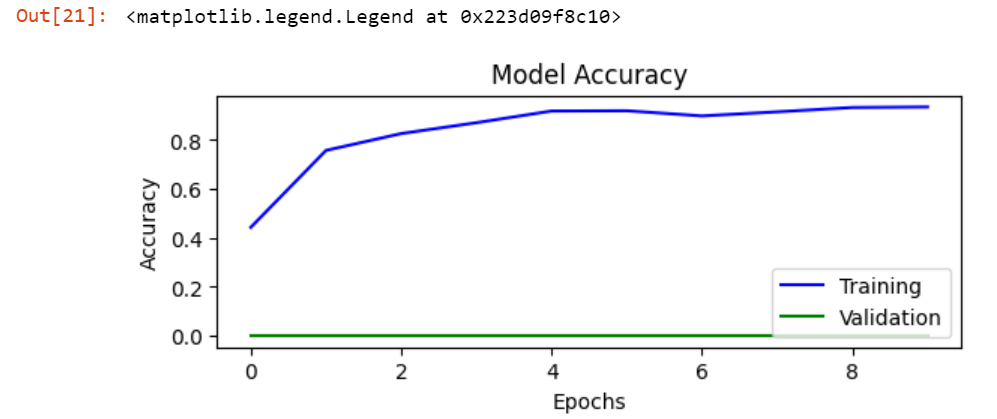 Out[21]: <matplotlib.legend.Legend at 0x223d09f8c10>
Model Accuracy
Accuracy
0.8
0.6
0.4
0.2
0.0
Training
Validation
0 2 4 6 8
Epochs